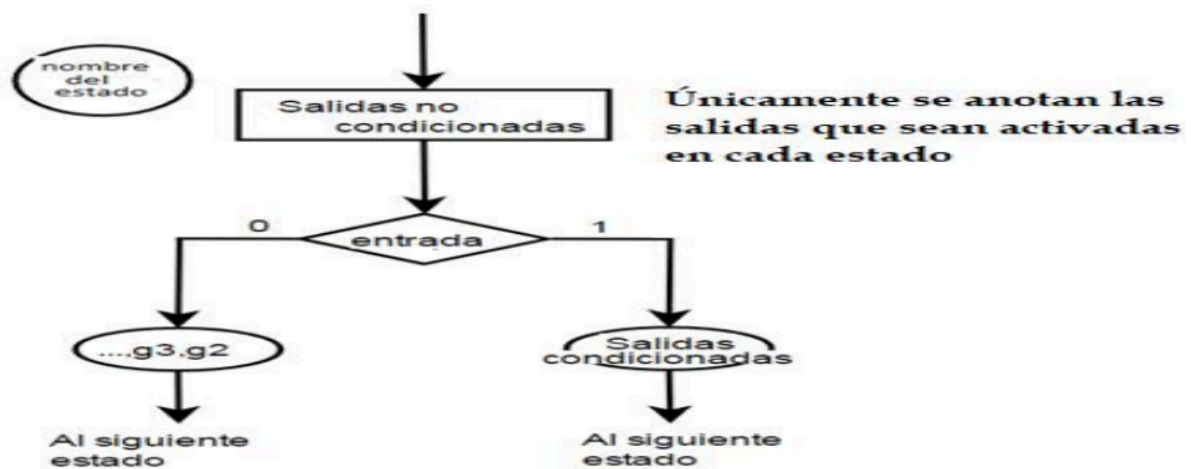 nombre
del
estado
Salidas no
condicionadas
Únicamente se anotan las
salidas que sean activadas
en cada estado
0
entrada
1
...,g3,g2
Salidas
condicionadas
Al siguiente
estado
Al siguiente
estado